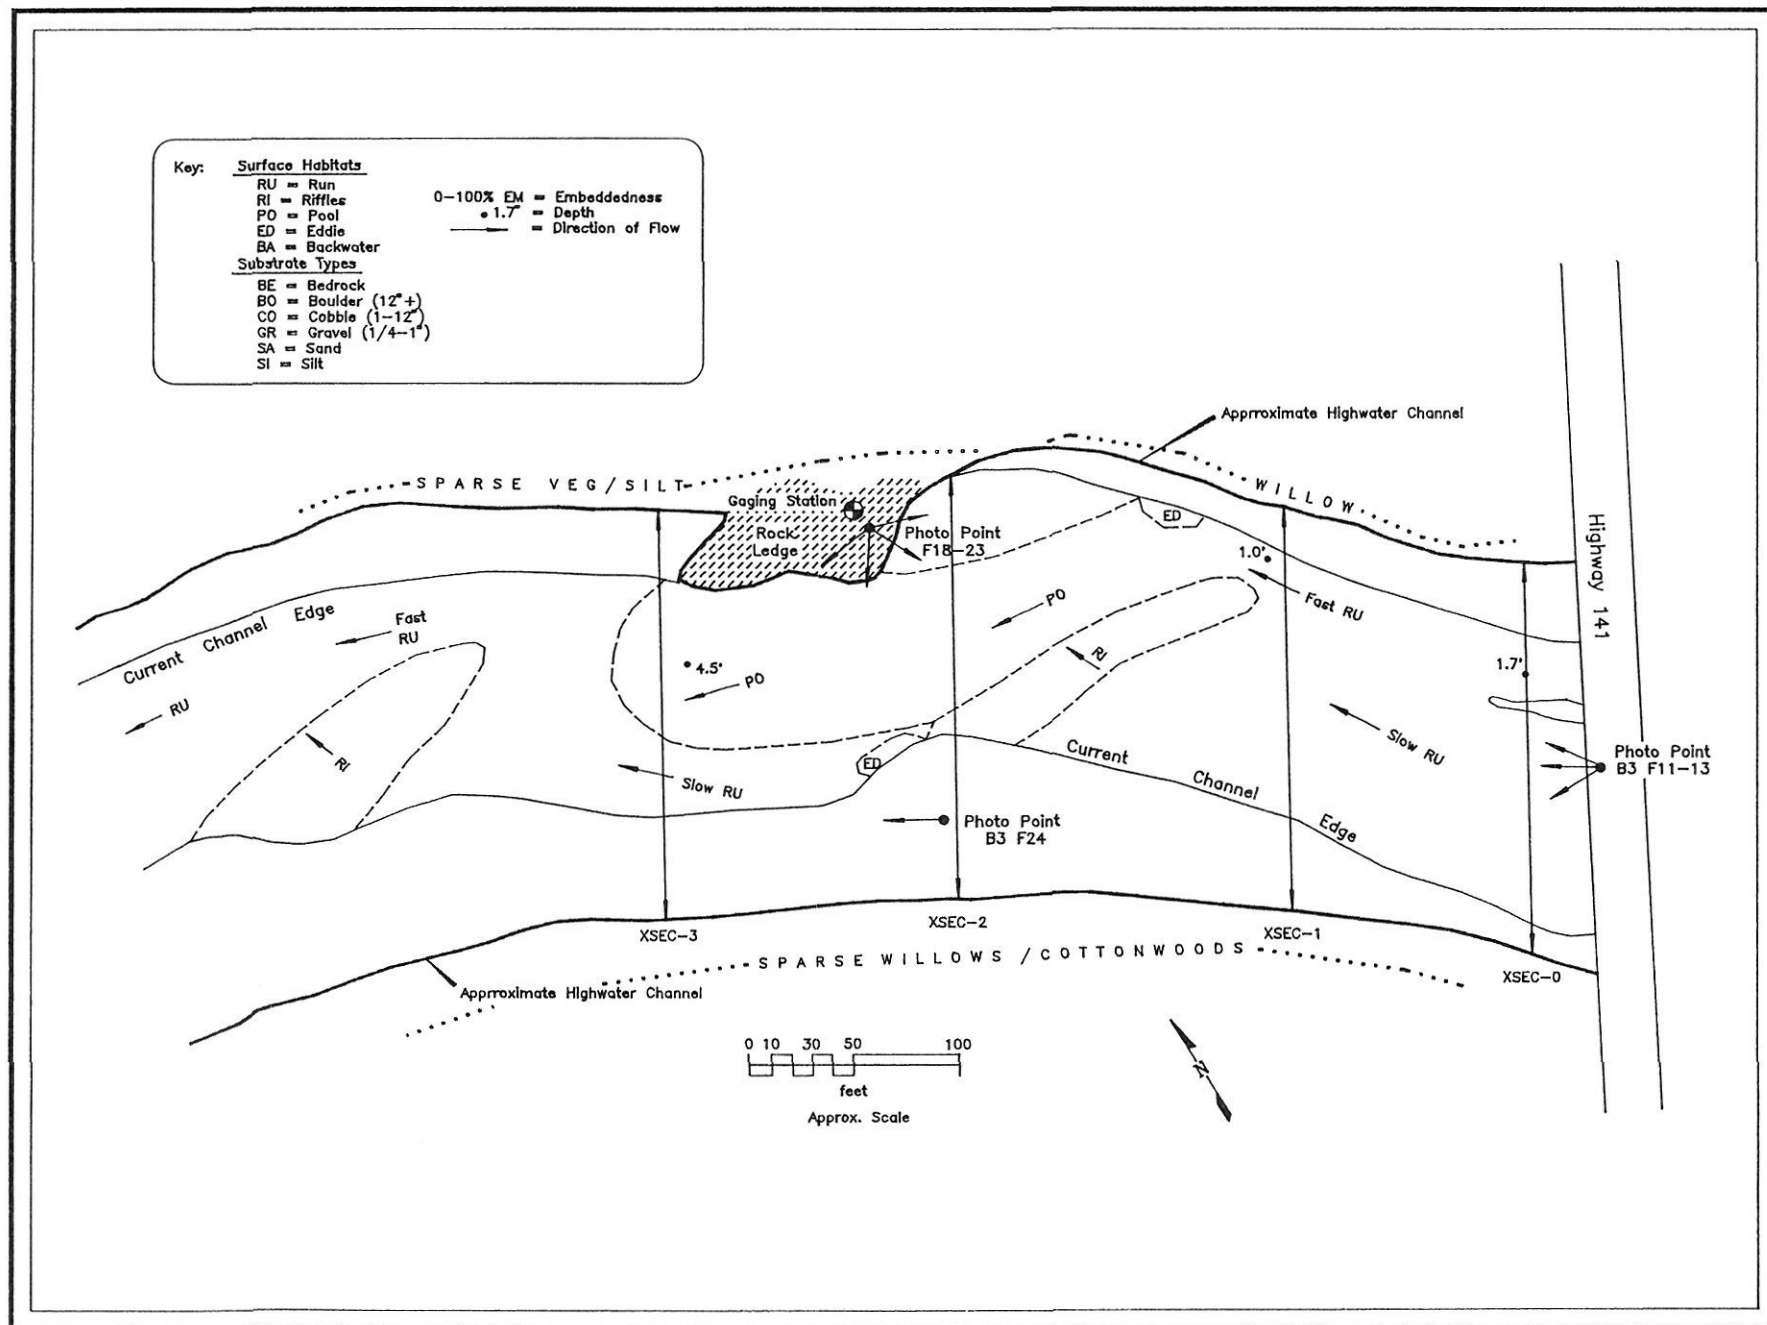 Key:
Surface Habitats
RU = Run
RI = Riffles
PO = Pool
ED = Eddie
BA = Backwater
Substrate Types
BE = Bedrock
BO = Boulder (12"+)
CO = Cobble (1-12")
GR = Gravel (1/4-1")
SA = Sand
SI = Silt
0-100% EM = Embeddedness
1.7" = Depth
= Direction of Flow
Apprroximate Highwater Channel
SPARSE VEG/SILT
WILLOW
Gaging Station
Rock
Ledge
Photo Point
F18-23
ED
1.0'
Fast RU
Highway 141
PO
RI
1.7'
Current Channel Edge
Fast
RU
4.5'
PO
RU
RI
Slow RU
ED
Current Channel Edge
Slow RU
Photo Point
B3 F11-13
Photo Point
B3 F24
XSEC-3
XSEC-2
XSEC-1
XSEC-0
SPARSE WILLOWS /COTTONWOODS
Apprroximate Highwater Channel
0 10 30 50 100
feet
Approx. Scale
N